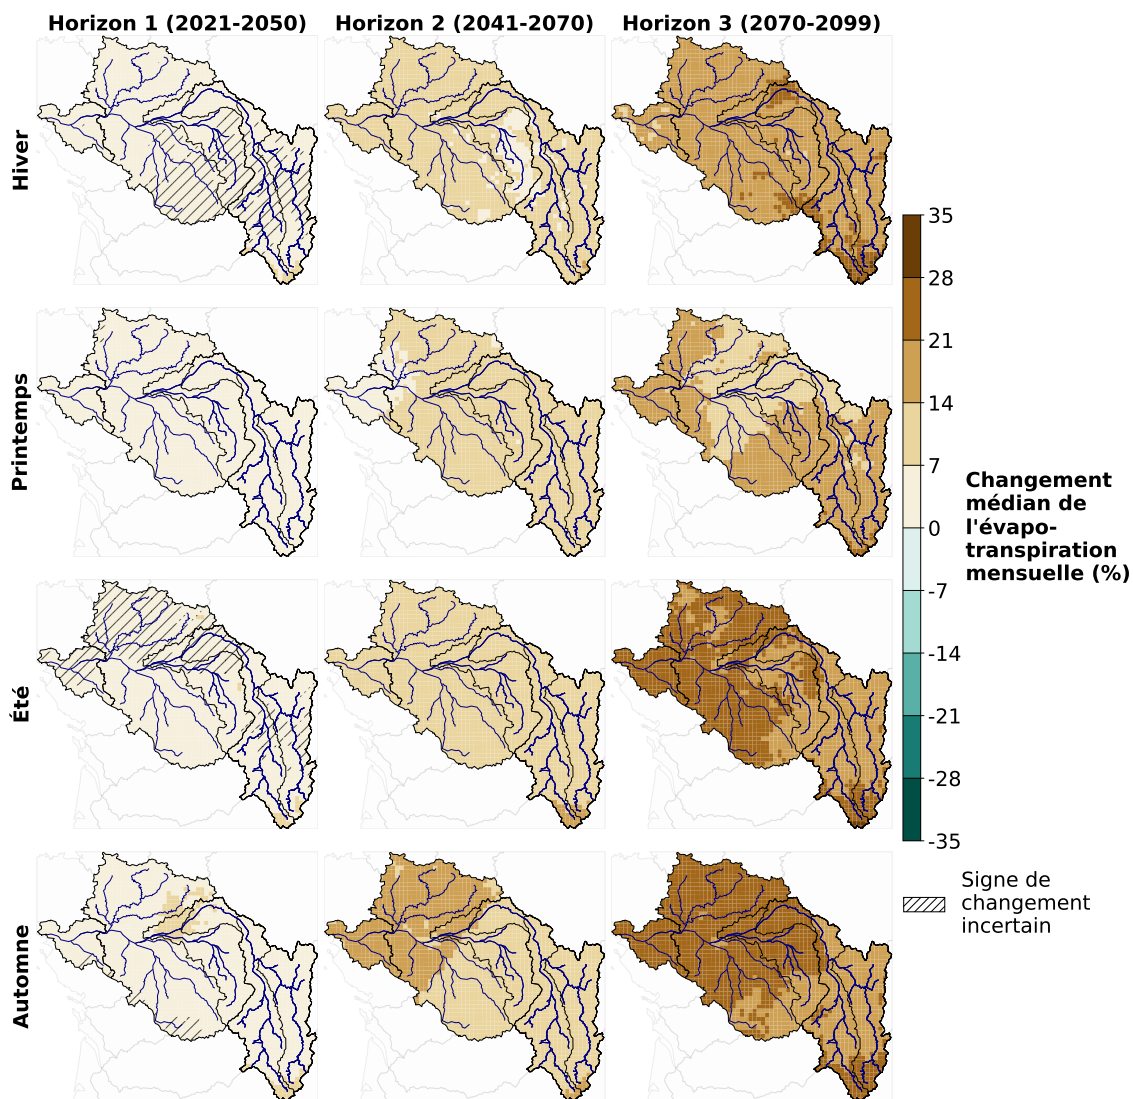 Horizon 1 (2021-2050)
Horizon 2 (2041-2070)
Horizon 3 (2070-2099)
Hiver
Printemps
Été
Automne
35
28
21
14
7
0
-7
-14
-21
-28
-35
Changement
médian de
l'évapo-
transpiration
mensuelle (%)
Signe de
changement
incertain